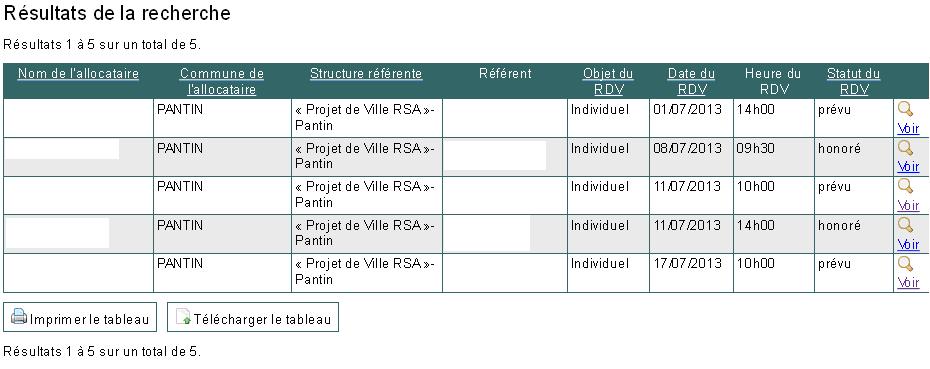 Résultats de la recherche
Résultats 1 à 5 sur un total de 5.
Nom de l'allocataire Commune de l'allocataire Structure référente Référent Objet du RDV Date du RDV Heure du RDV Statut du RDV
PANTIN « Projet de Ville RSA »- Individuel 01/07/2013 14h00 prévu
Pantin Voir
PANTIN « Projet de Ville RSA »- Individuel 08/07/2013 09h30 honoré
Pantin Voir
PANTIN « Projet de Ville RSA »- Individuel 11/07/2013 10h00 prévu
Pantin Voir
PANTIN « Projet de Ville RSA »- Individuel 11/07/2013 14h00 honoré
Pantin Voir
PANTIN « Projet de Ville RSA »- Individuel 17/07/2013 10h00 prévu
Pantin Voir
Imprimer le tableau Télécharger le tableau
Résultats 1 à 5 sur un total de 5.